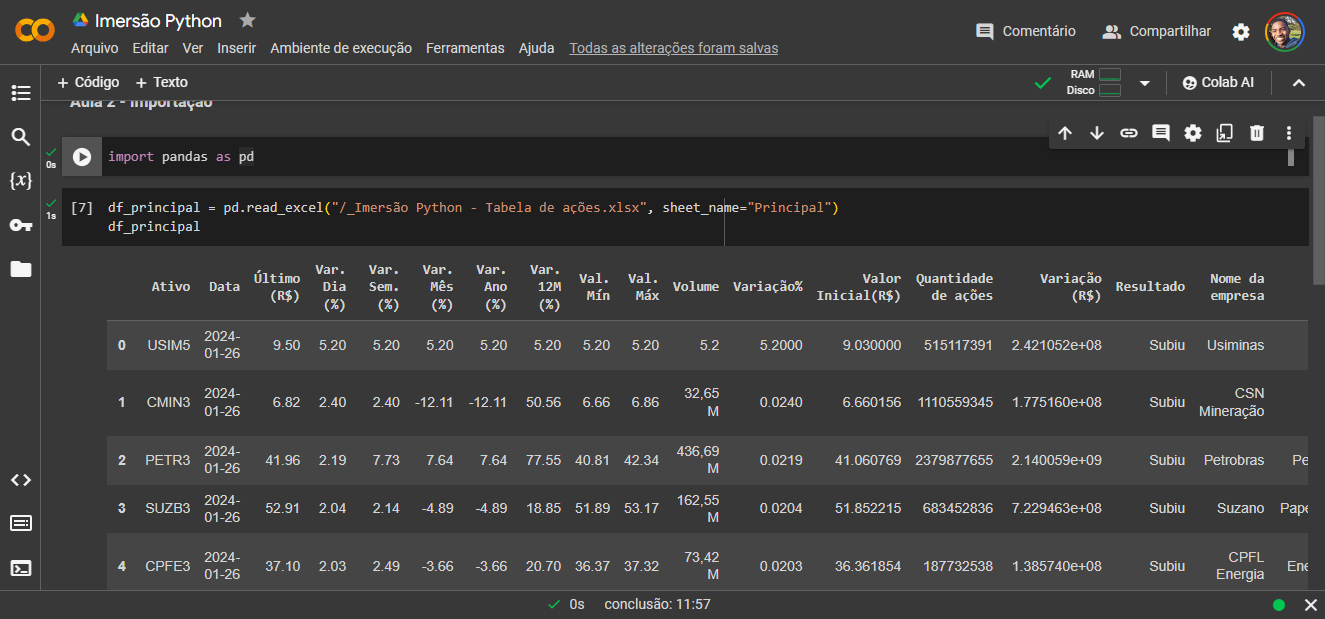 Imersão Python
Arquivo Editar Ver Inserir Ambiente de execução Ferramentas Ajuda Todas as alterações foram salvas
Comentário Compartilhar
+ Código + Texto
RAM
Disco
Colab AI
Aula 2 - Importação
{x}
0s
import pandas as pd
1s
[7] df_principal = pd.read_excel("/_Imersão Python - Tabela de ações.xlsx", sheet_name="Principal")
df_principal
Ativo Data Último (R$) Var. Dia (%) Var. Sem. (%) Var. Mês (%) Var. Ano (%) Var. 12M (%) Val. Mín Val. Máx Volume Variação% Valor Inicial(R$) Quantidade de ações Variação (R$) Resultado Nome da empresa
0 USIM5 2024-01-26 9.50 5.20 5.20 5.20 5.20 5.20 5.20 5.20 5.2 5.2000 9.030000 515117391 2.421052e+08 Subiu Usiminas
1 CMIN3 2024-01-26 6.82 2.40 2.40 -12.11 -12.11 50.56 6.66 6.86 32,65 M 0.0240 6.660156 1110559345 1.775160e+08 Subiu CSN Mineração
2 PETR3 2024-01-26 41.96 2.19 7.73 7.64 7.64 77.55 40.81 42.34 436,69 M 0.0219 41.060769 2379877655 2.140059e+09 Subiu Petrobras Pe
3 SUZB3 2024-01-26 52.91 2.04 2.14 -4.89 -4.89 18.85 51.89 53.17 162,55 M 0.0204 51.852215 683452836 7.229463e+08 Subiu Suzano Pape
4 CPFE3 2024-01-26 37.10 2.03 2.49 -3.66 -3.66 20.70 36.37 37.32 73,42 M 0.0203 36.361854 187732538 1.385740e+08 Subiu CPFL Energia Ene
0s conclusão: 11:57